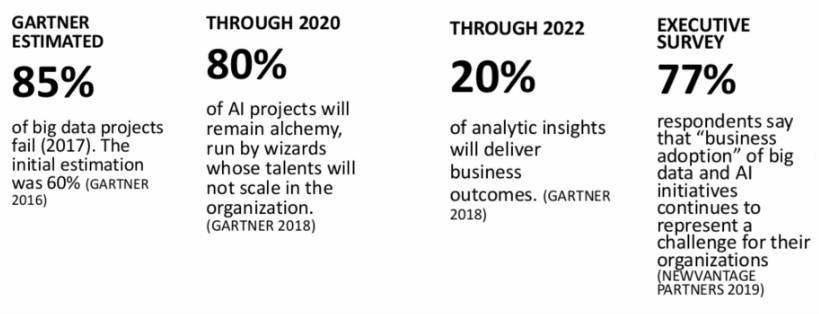 GARTNER
ESTIMATED
85%
of big data projects
fail (2017). The
initial estimation
was 60% (GARTNER
2016)
THROUGH 2020
80%
of AI projects will
remain alchemy,
run by wizards
whose talents will
not scale in the
organization.
(GARTNER 2018)
THROUGH 2022
20%
of analytic insights
will deliver
business
outcomes. (GARTNER
2018)
EXECUTIVE
SURVEY
77%
respondents say
that “business
adoption” of big
data and AI
initiatives
continues to
represent a
challenge for their
organizations
(NEWVANTAGE
PARTNERS 2019)